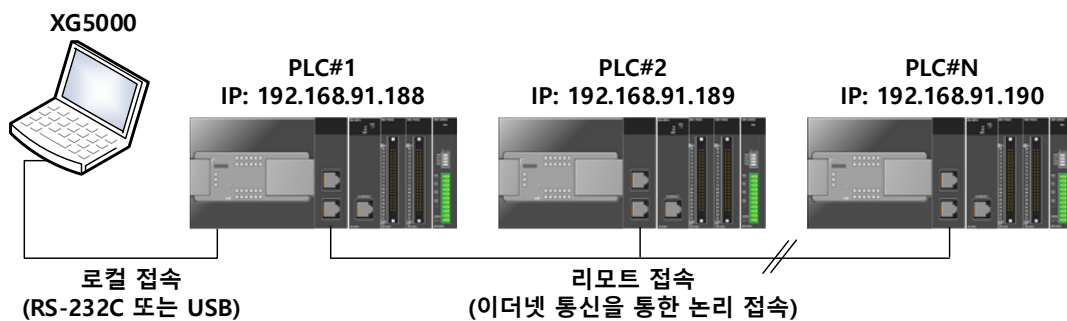 XG5000
PLC#1
IP: 192.168.91.188
PLC#2
IP: 192.168.91.189
PLC#N
IP: 192.168.91.190
로컬 접속
(RS-232C 또는 USB)
리모트 접속
(이더넷 통신을 통한 논리 접속)